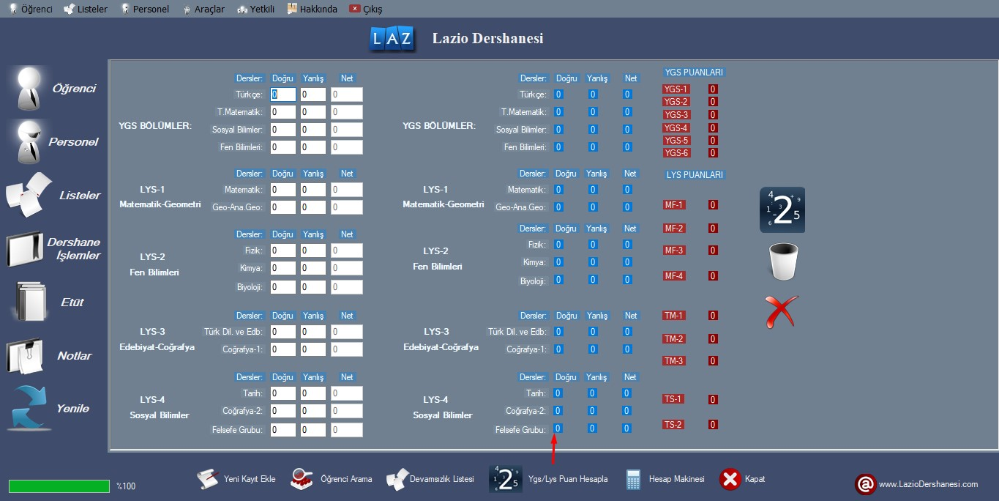 Öğrenci Listeler Personel Araçlar Yetkili Hakkında Çıkış
LAZ Lazio Dershanesi
Öğrenci
Personel
Listeler
Dershane
İşlemler
Etüt
Notlar
Yenile
Dersler: Doğru Yanlış Net
Türkçe: 0 0 0
T.Matematik: 0 0 0
YGS BÖLÜMLER:
Sosyal Bilimler: 0 0 0
Fen Bilimleri: 0 0 0
Dersler: Doğru Yanlış Net
LYS-1
Matematik-Geometri
Matematik: 0 0 0
Geo-Ana.Geo: 0 0 0
Dersler: Doğru Yanlış Net
LYS-2
Fen Bilimleri
Fizik: 0 0 0
Kimya: 0 0 0
Biyoloji: 0 0 0
Dersler: Doğru Yanlış Net
LYS-3
Edebiyat-Coğrafya
Türk Dil. ve Edb: 0 0 0
Coğrafya-1: 0 0 0
Dersler: Doğru Yanlış Net
LYS-4
Sosyal Bilimler
Tarih: 0 0 0
Coğrafya-2: 0 0 0
Felsefe Grubu: 0 0 0
Dersler: Doğru Yanlış Net
Türkçe: 0 0 0
T.Matematik: 0 0 0
YGS BÖLÜMLER:
Sosyal Bilimler: 0 0 0
Fen Bilimleri: 0 0 0
Dersler: Doğru Yanlış Net
LYS-1
Matematik-Geometri
Matematik: 0 0 0
Geo-Ana.Geo: 0 0 0
Dersler: Doğru Yanlış Net
LYS-2
Fen Bilimleri
Fizik: 0 0 0
Kimya: 0 0 0
Biyoloji: 0 0 0
Dersler: Doğru Yanlış Net
LYS-3
Edebiyat-Coğrafya
Türk Dil. ve Edb: 0 0 0
Coğrafya-1: 0 0 0
Dersler: Doğru Yanlış Net
LYS-4
Sosyal Bilimler
Tarih: 0 0 0
Coğrafya-2: 0 0 0
Felsefe Grubu: 0 0 0
YGS PUANLARI
YGS-1 0
YGS-2 0
YGS-3 0
YGS-4 0
YGS-5 0
YGS-6 0
LYS PUANLARI
MF-1 0
MF-2 0
MF-3 0
MF-4 0
TM-1 0
TM-2 0
TM-3 0
TS-1 0
TS-2 0
%100
Yeni Kayıt Ekle
Öğrenci Arama
Devamsızlık Listesi
Ygs/Lys Puan Hesapla
Hesap Makinesi
Kapat
www.LazioDershanesi.com